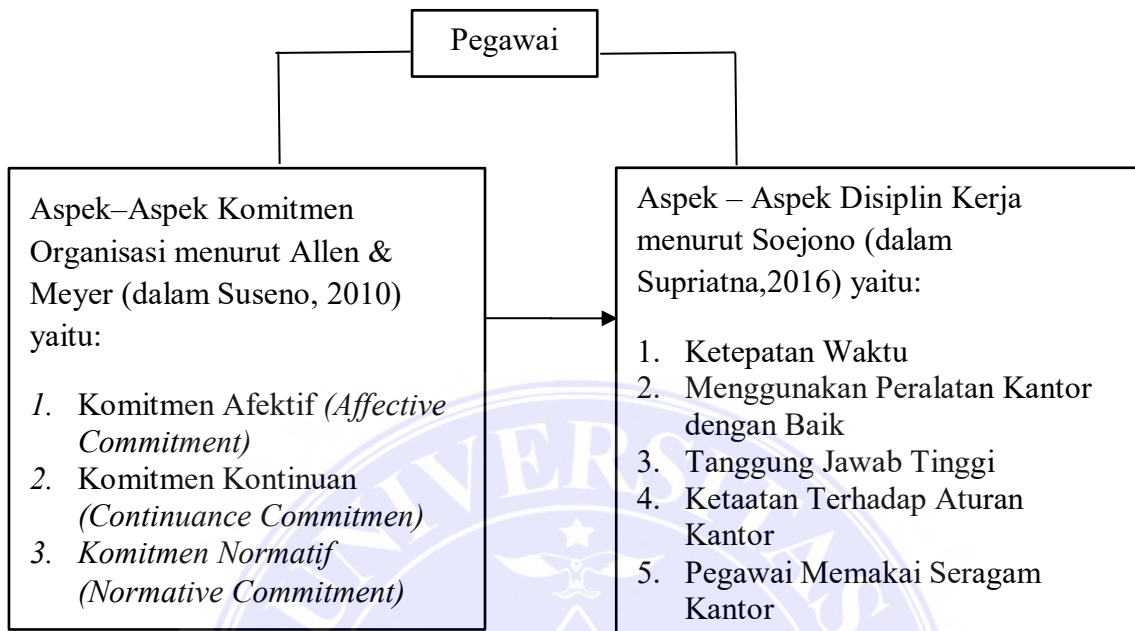 Pegawai
Aspek–Aspek Komitmen
Organisasi menurut Allen &
Meyer (dalam Suseno, 2010)
yaitu:
1. Komitmen Afektif (Affective
Commitment)
2. Komitmen Kontinuan
(Continuance Commitmen)
3. Komitmen Normatif
(Normative Commitment)
Aspek – Aspek Disiplin Kerja
menurut Soejono (dalam
Supriatna,2016) yaitu:
1. Ketepatan Waktu
2. Menggunakan Peralatan Kantor
dengan Baik
3. Tanggung Jawab Tinggi
4. Ketaatan Terhadap Aturan
Kantor
5. Pegawai Memakai Seragam
Kantor
UNIVERSITAS